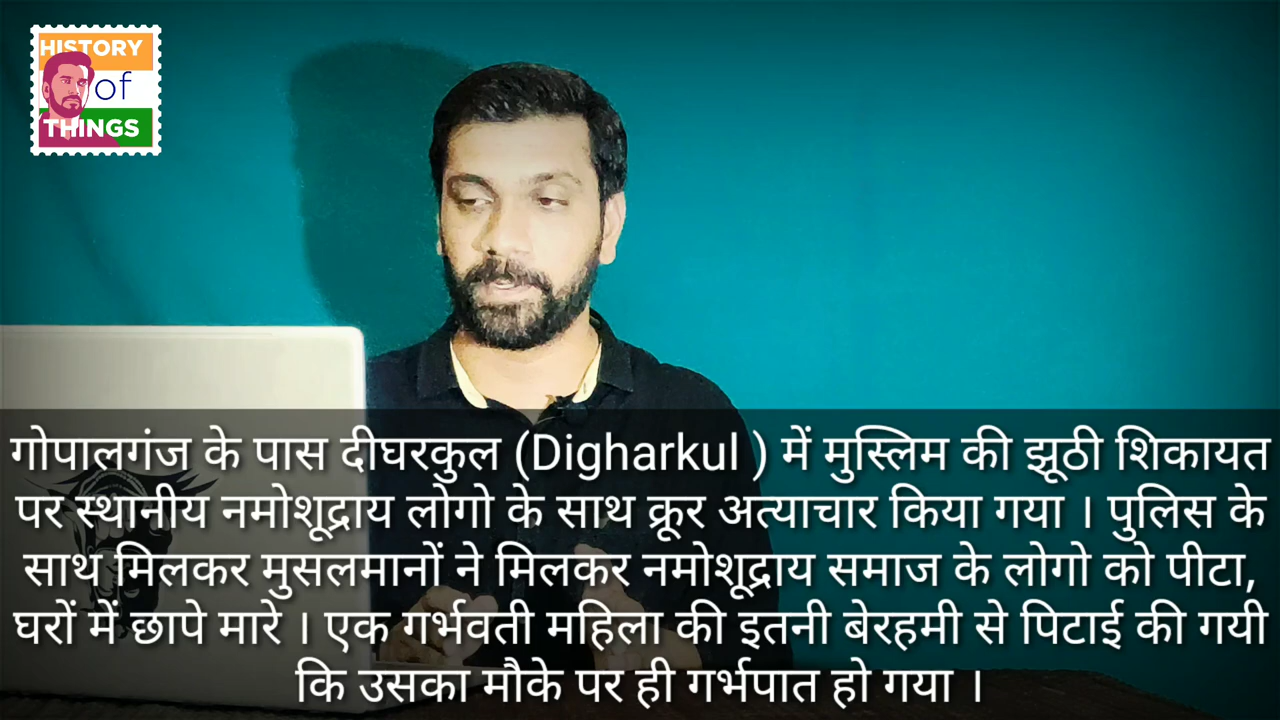 HISTORY
of
THINGS
गोपालगंज के पास दीघरकुल (Digharkul ) में मुस्लिम की झूठी शिकायत
पर स्थानीय नमोशूद्राय लोगो के साथ क्रूर अत्याचार किया गया । पुलिस के
साथ मिलकर मुसलमानों ने मिलकर नमोशूद्राय समाज के लोगो को पीटा,
घरों में छापे मारे । एक गर्भवती महिला की इतनी बेरहमी से पिटाई की गयी
कि उसका मौके पर ही गर्भपात हो गया ।